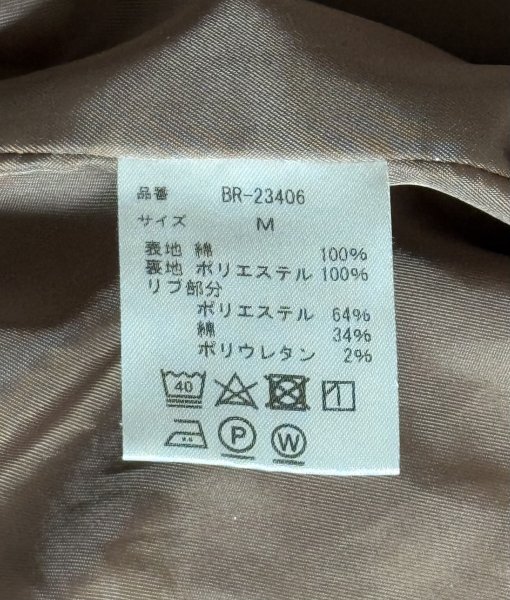 品番 BR-23406
サイズ M
表地 綿 100%
裏地 ポリエステル 100%
リブ部分
ポリエステル 64%
綿 34%
ポリウレタン 2%
40
P W